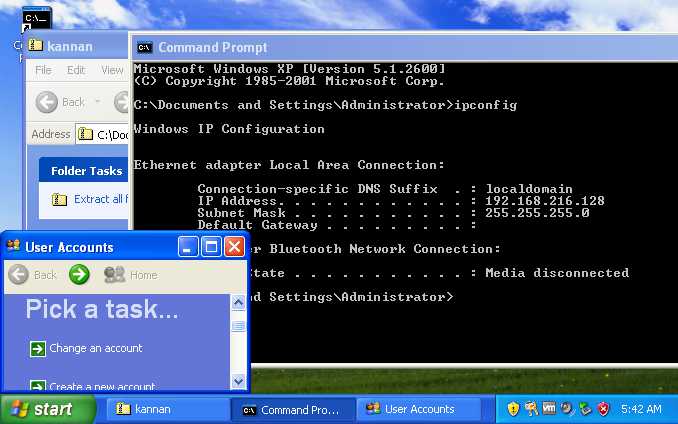 kannan
File Edit View
Back
Address C:\Doc
Folder Tasks
Extract all f
Command Prompt
Microsoft Windows XP [Version 5.1.2600]
(C) Copyright 1985-2001 Microsoft Corp.
C:\Documents and Settings\Administrator>ipconfig
Windows IP Configuration
Ethernet adapter Local Area Connection:
Connection-specific DNS Suffix . : localdomain
IP Address. . . . . . . . . . . . : 192.168.216.128
Subnet Mask . . . . . . . . . . . : 255.255.255.0
Default Gateway . . . . . . . . . :
er Bluetooth Network Connection:
State . . . . . . . . . . . : Media disconnected
nd Settings\Administrator>
User Accounts
Back Home
Pick a task...
Change an account
Create a new account
start kannan Command Pro... User Accounts vm 5:42 AM